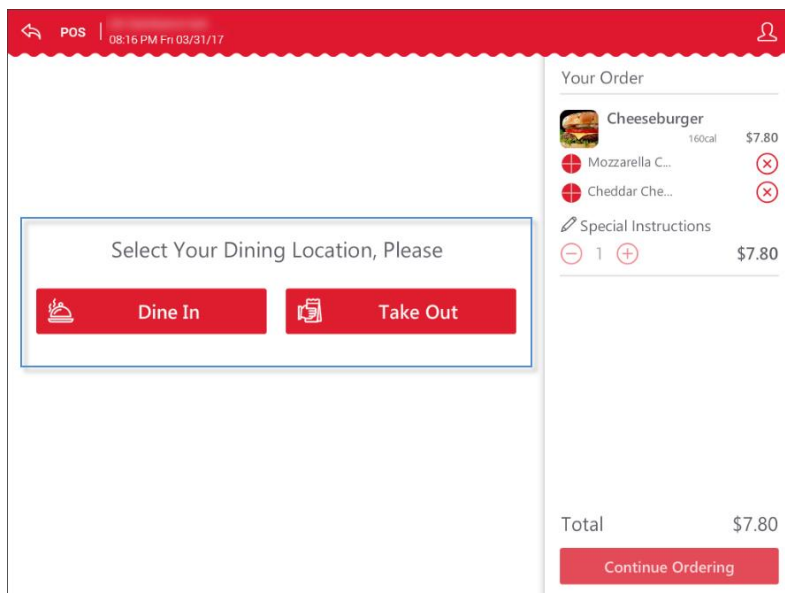 POS
08:16 PM Fri 03/31/17
Select Your Dining Location, Please
Dine In
Take Out
Your Order
Cheeseburger
160cal $7.80
Mozzarella C...
Cheddar Che...
Special Instructions
1 $7.80
Total $7.80
Continue Ordering